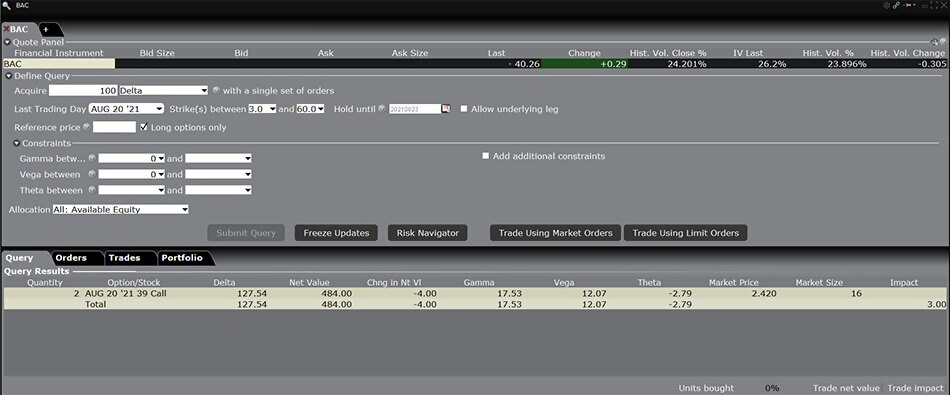 BAC
BAC +
Quote Panel
Financial Instrument Bid Size Bid Ask Ask Size Last Change Hist. Vol. Close % IV Last Hist. Vol. % Hist. Vol. Change
BAC 40.26 +0.29 24.201% 26.2% 23.896% -0.305
Define Query
Acquire 100 Delta with a single set of orders
Last Trading Day AUG 20 '21 Strike(s) between 3.0 and 60.0 Hold until 20210623 Allow underlying leg
Reference price Long options only
Constraints
Gamma betw... 0 and Add additional constraints
Vega between 0 and
Theta between and
Allocation All: Available Equity
Submit Query Freeze Updates Risk Navigator Trade Using Market Orders Trade Using Limit Orders
Query Orders Trades Portfolio
Query Results
Quantity Option/Stock Delta Net Value Chng in Nt Vl Gamma Vega Theta Market Price Market Size Impact
2 AUG 20 '21 39 Call 127.54 484.00 -4.00 17.53 12.07 -2.79 2.420 16
Total 127.54 484.00 -4.00 17.53 12.07 -2.79 3.00
Units bought 0% Trade net value Trade impact